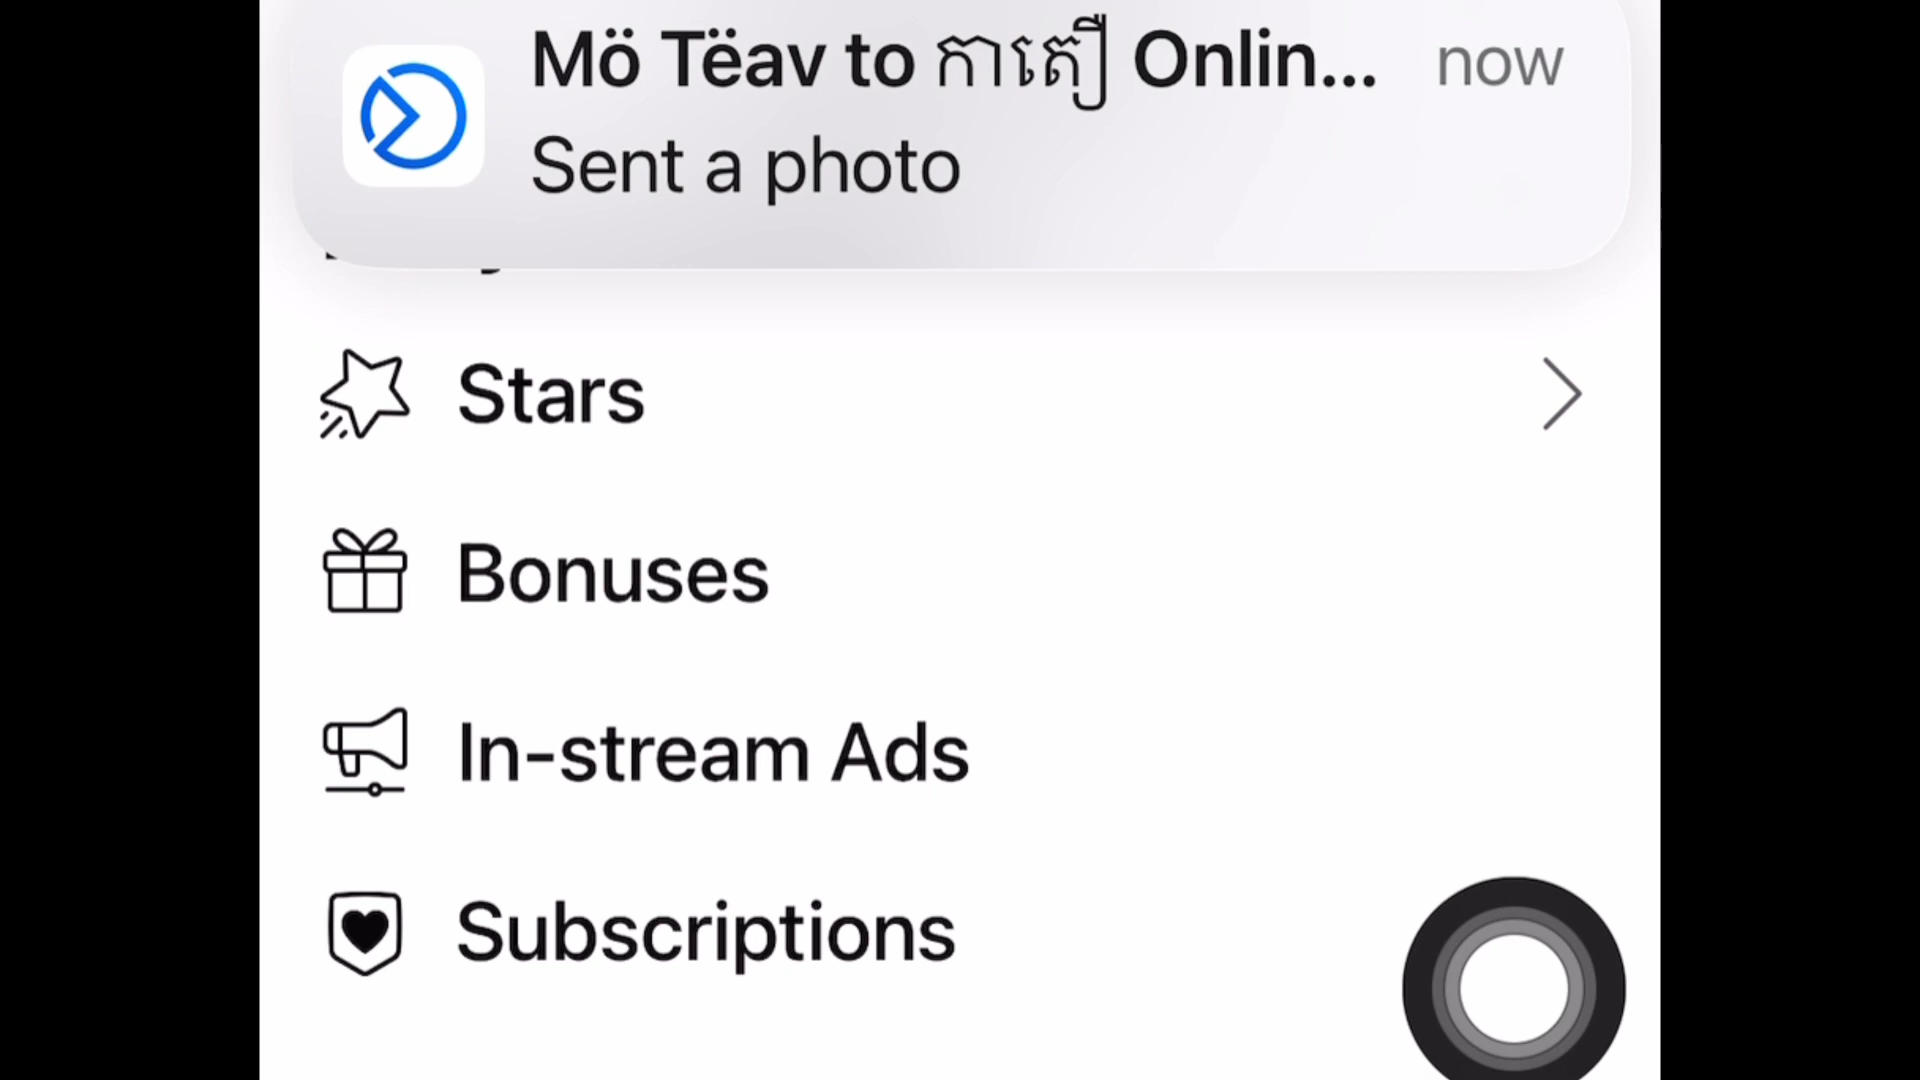 Mö Tëav to កាតឿ Onlin...
now
Sent a photo
Stars
Bonuses
In-stream Ads
Subscriptions